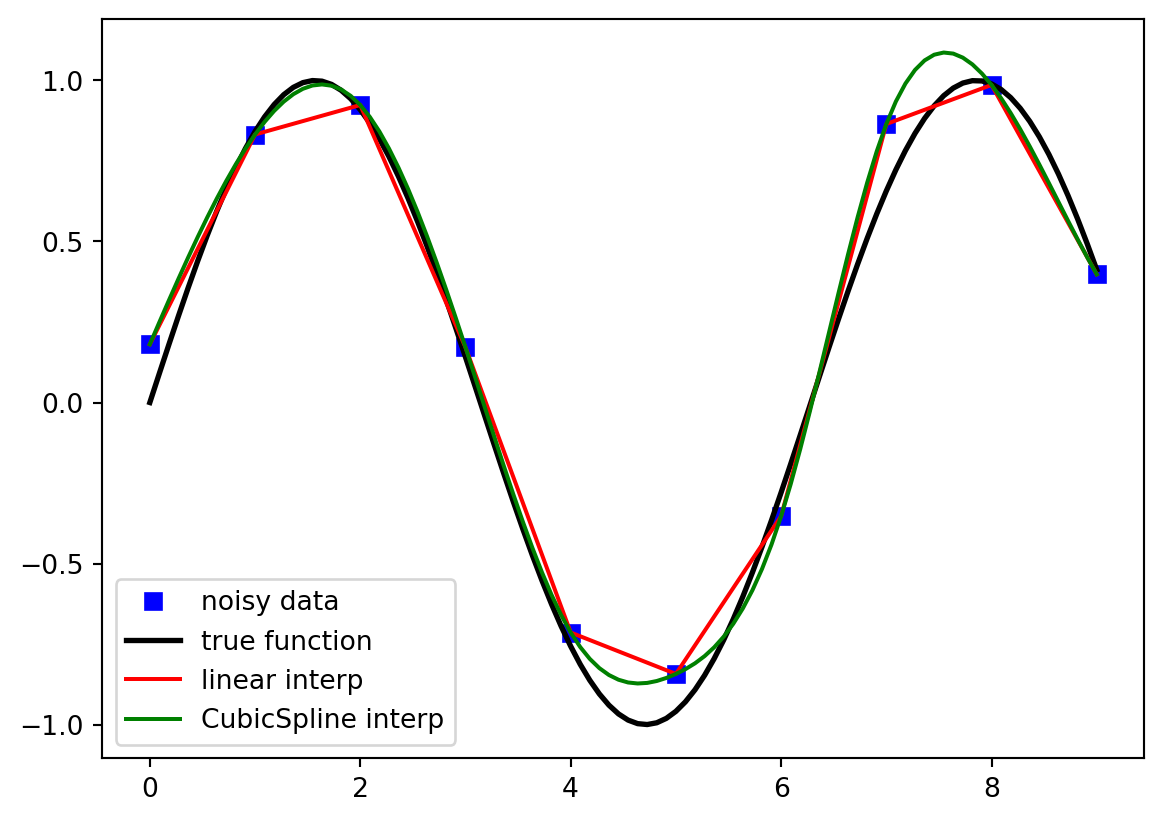 1.0
0.5
0.0
−0.5
−1.0
noisy data
true function
linear interp
CubicSpline interp
0 2 4 6 8